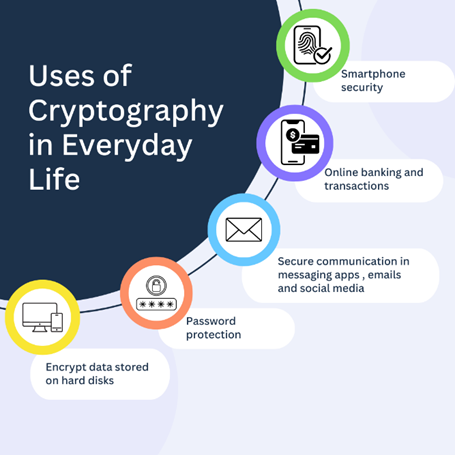 Uses of
Cryptography
in Everyday
Life
Smartphone
security
$
Online banking and
transactions
Secure communication in
messaging apps , emails
and social media
****
Password
protection
Encrypt data stored
on hard disks